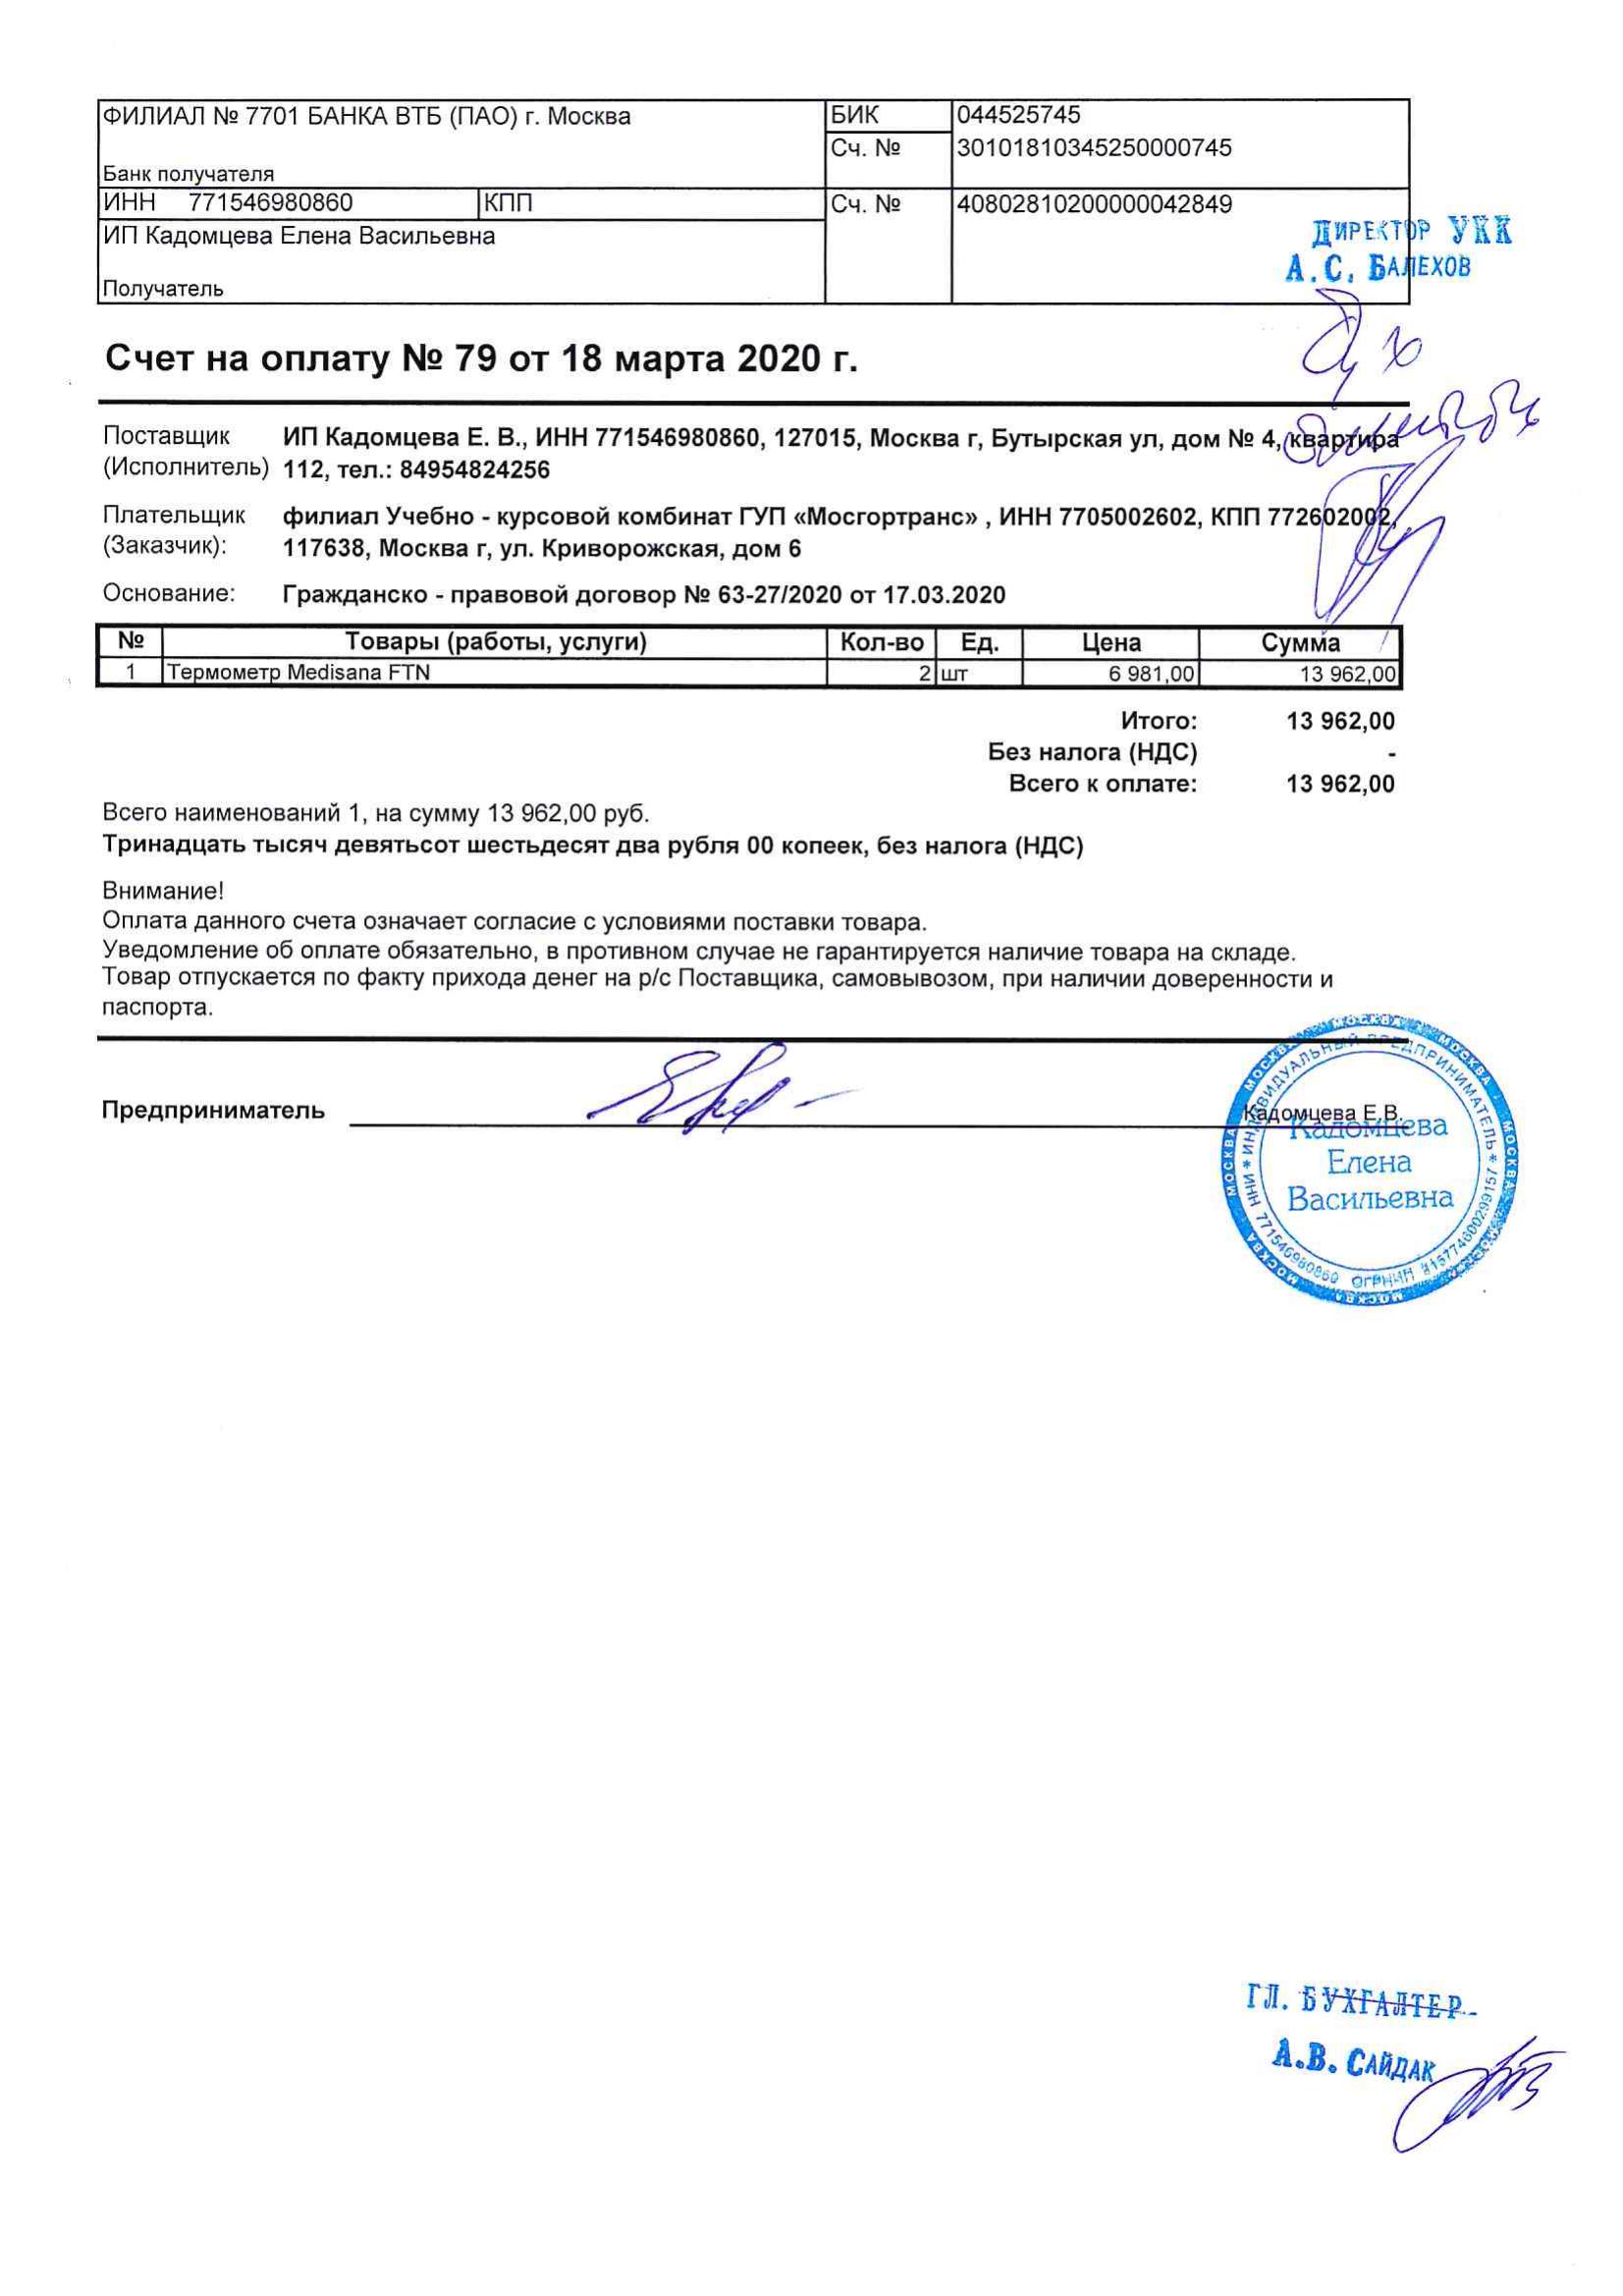 ФИЛИАЛ № 7701 БАНКА ВТБ (ПАО) г. Москва
БИК 044525745
Сч. № 30101810345250000745
Банк получателя
ИНН 771546980860 КПП
Сч. № 40802810200000042849
ИП Кадомцева Елена Васильевна
Получатель
ДИРЕКТОР УКК
А.С. БАЛЕХОВ
Счет на оплату № 79 от 18 марта 2020 г.
Поставщик ИП Кадомцева Е. В., ИНН 771546980860, 127015, Москва г, Бутырская ул, дом № 4, квартира
(Исполнитель) 112, тел.: 84954824256
Плательщик филиал Учебно - курсовой комбинат ГУП «Мосгортранс» , ИНН 7705002602, КПП 772602002,
(Заказчик): 117638, Москва г, ул. Криворожская, дом 6
Основание: Гражданско - правовой договор № 63-27/2020 от 17.03.2020
№ Товары (работы, услуги) Кол-во Ед. Цена Сумма
1 Термометр Medisana FTN 2 шт 6 981,00 13 962,00
Итого: 13 962,00
Без налога (НДС) -
Всего к оплате: 13 962,00
Всего наименований 1, на сумму 13 962,00 руб.
Тринадцать тысяч девятьсот шестьдесят два рубля 00 копеек, без налога (НДС)
Внимание!
Оплата данного счета означает согласие с условиями поставки товара.
Уведомление об оплате обязательно, в противном случае не гарантируется наличие товара на складе.
Товар отпускается по факту прихода денег на р/с Поставщика, самовывозом, при наличии доверенности и
паспорта.
Предприниматель Кадомцева Е.В.
МОСКВА МОСКВА МОСКВА МОСКВА МОСКВА МОСКВА МОСКВА
ИНДИВИДУАЛЬНЫЙ ПРЕДПРИНИМАТЕЛЬ
Кадомцева
Елена
Васильевна
ИНН 771546980860 ОГРНИП
ГЛ. БУХГАЛТЕР
А.В. САЙДАК